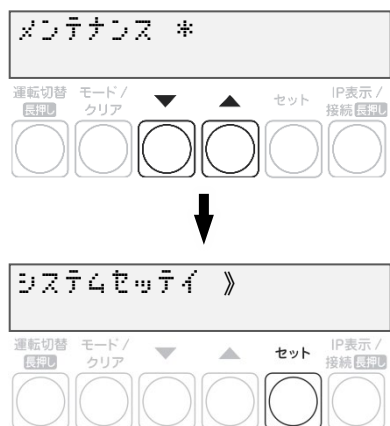 メンテナンス *
運転切替 長押し
モード/ クリア
▼
▲
セット
IP表示/ 接続 長押し
システムセッテイ 》
運転切替 長押し
モード/ クリア
▼
▲
セット
IP表示/ 接続 長押し